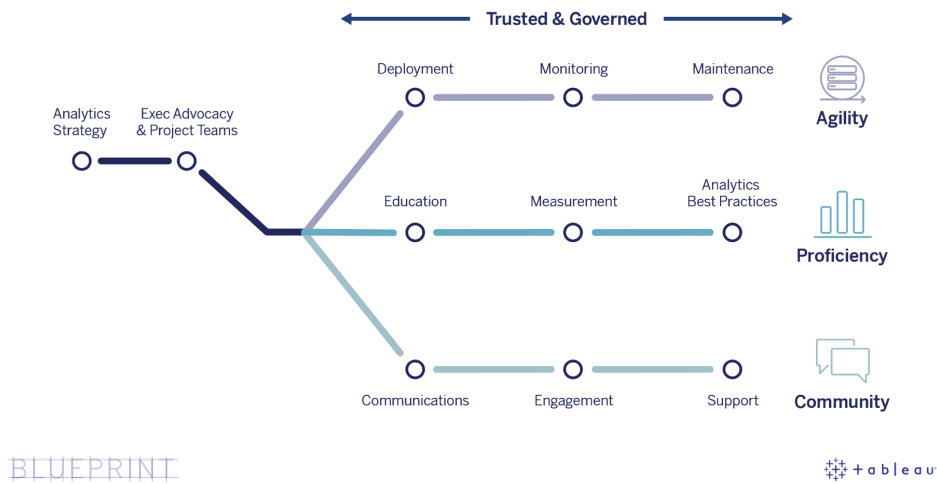 Trusted & Governed
Deployment
Monitoring
Maintenance
Agility
Analytics
Strategy
Exec Advocacy
& Project Teams
Education
Measurement
Analytics
Best Practices
Proficiency
Communications
Engagement
Support
Community
BLUEPRINT
+ableau